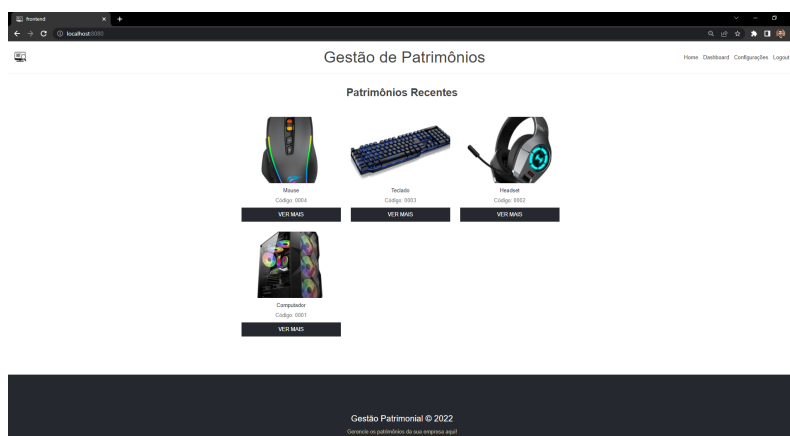 frontend
localhost:8080
Gestão de Patrimônios
Home Dashboard Configurações Logout
Patrimônios Recentes
Mouse Teclado Headset
Código: 0004 Código: 0003 Código: 0002
VER MAIS VER MAIS VER MAIS
Computador
Código: 0001
VER MAIS
Gestão Patrimonial © 2022
Gerencie os patrimônios da sua empresa aqui!